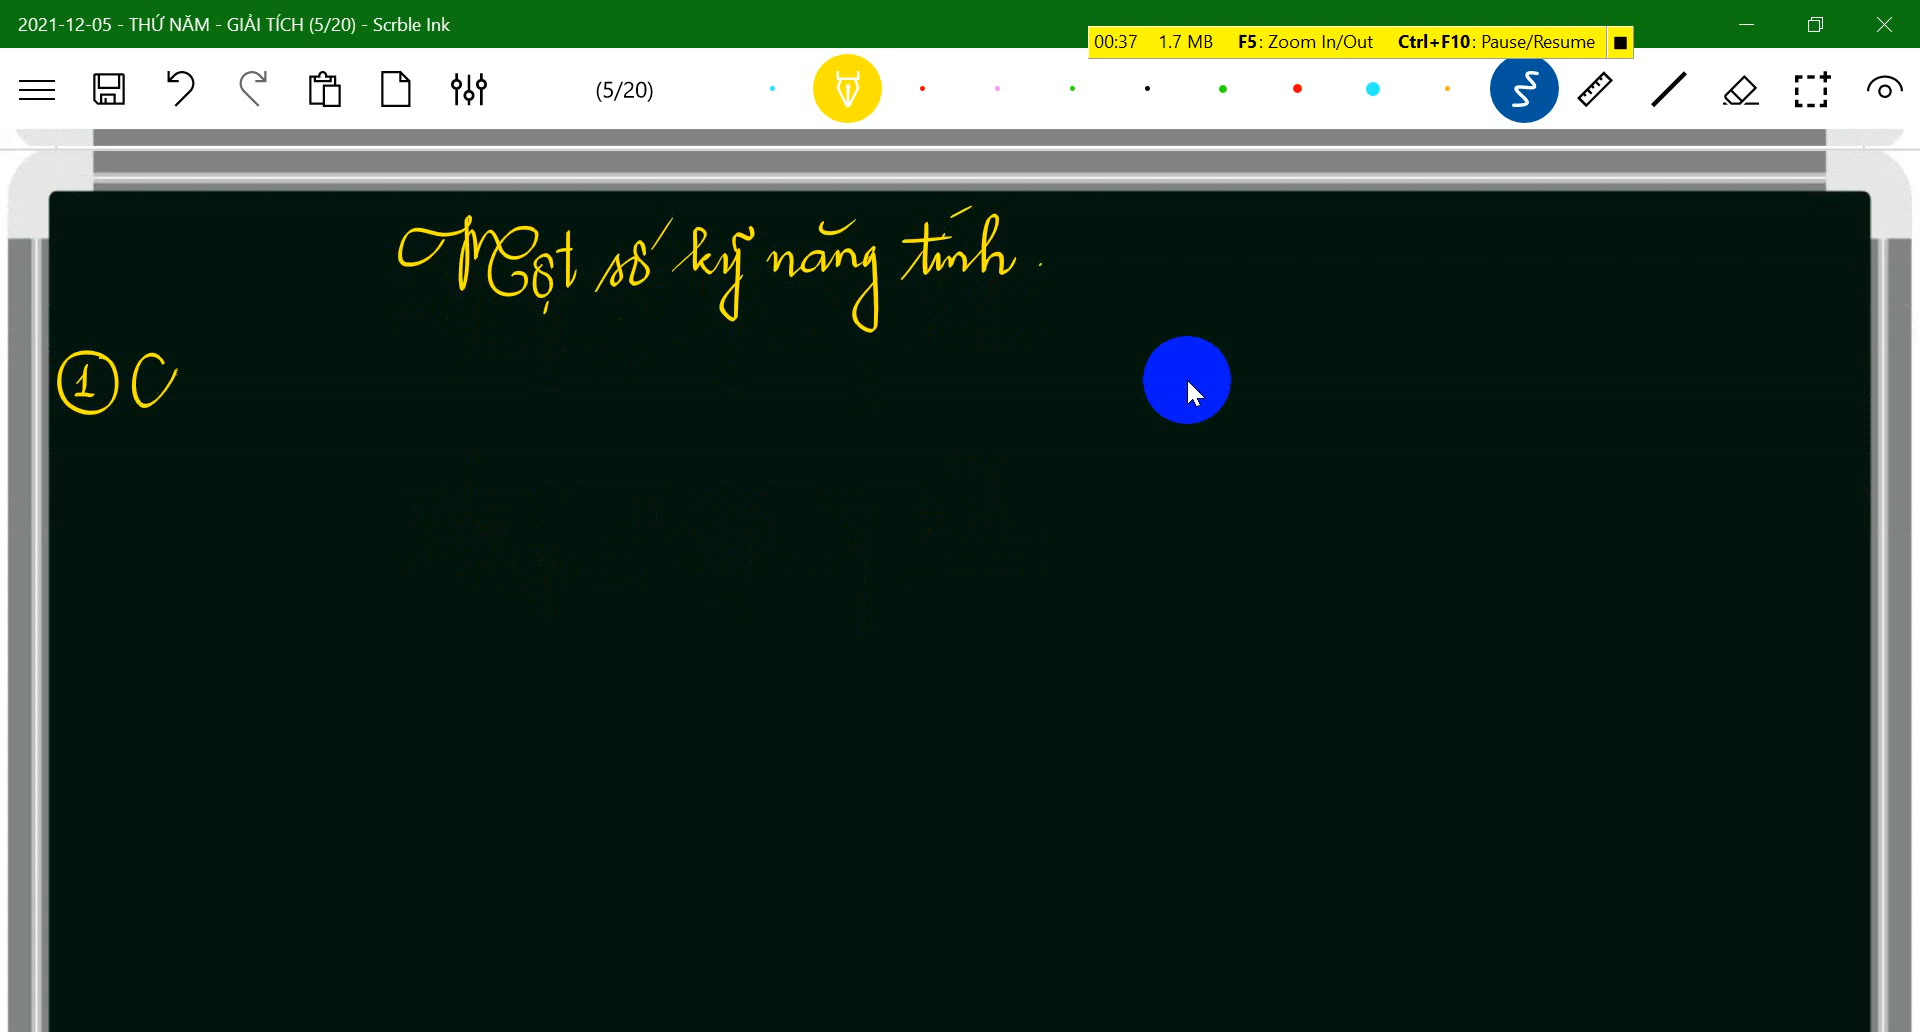 2021-12-05 - THỨ NĂM - GIẢI TÍCH (5/20) - Scrble Ink
00:37 1.7 MB F5: Zoom In/Out Ctrl+F10: Pause/Resume
(5/20)
Một số kỹ năng tính.
① C